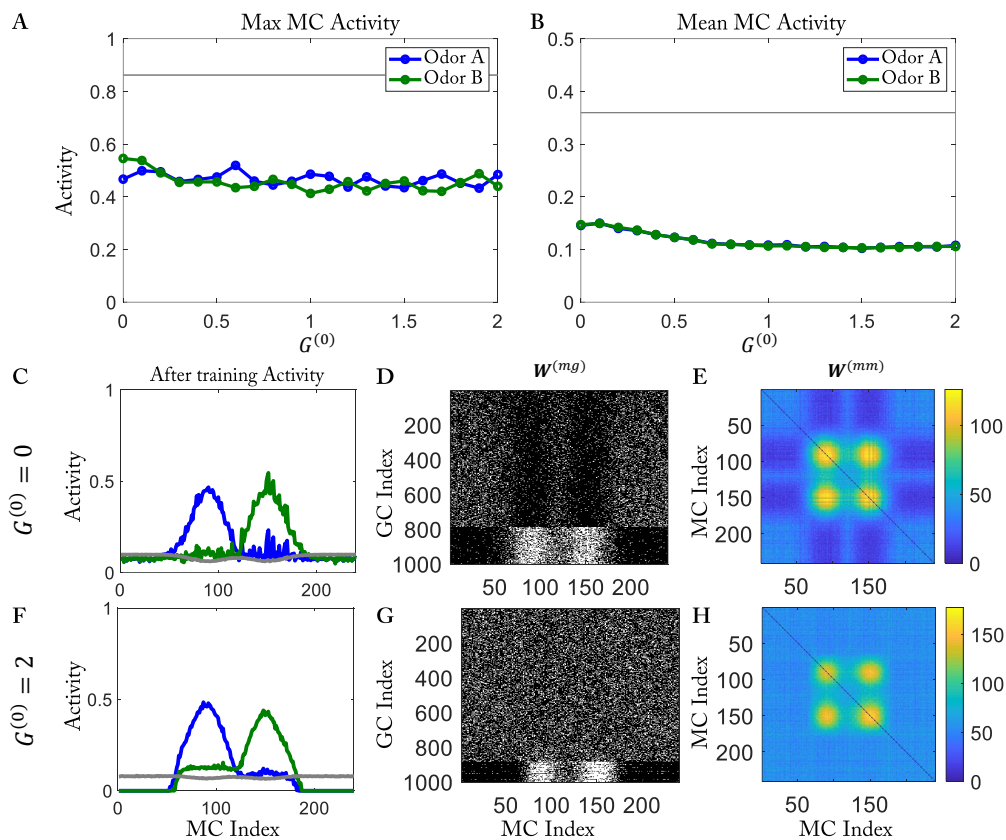 A Max MC Activity
B Mean MC Activity
1
0.8
0.6
0.4
0.2
0
Activity
0 0.5 1 1.5 2
G(0)
Odor A
Odor B
0.5
0.4
0.3
0.2
0.1
0
0 0.5 1 1.5 2
G(0)
Odor A
Odor B
C After training Activity
D W(mg)
E W(mm)
G(0) = 0
Activity
1
0.5
0
0 100 200
GC Index
200
400
600
800
1000
50 100 150 200
MC Index
50
100
150
200
50 150
100
50
0
F
G
H
G(0) = 2
Activity
1
0.5
0
0 100 200
MC Index
GC Index
200
400
600
800
1000
50 100 150 200
MC Index
MC Index
50
100
150
200
50 150
MC Index
150
100
50
0